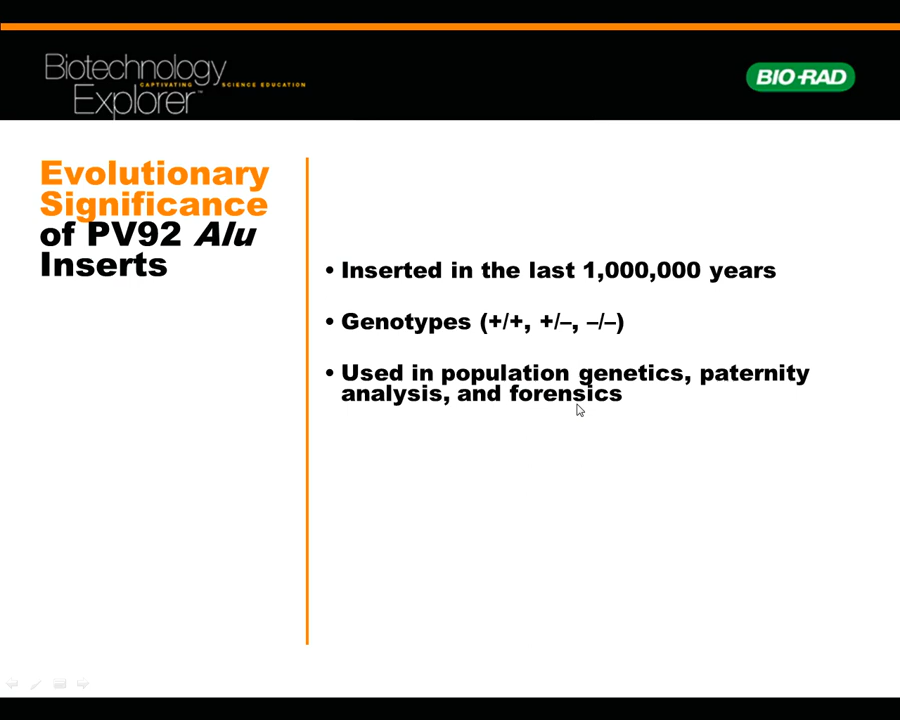 Biotechnology
CAPTIVATING SCIENCE EDUCATION
Explorer™
BIO-RAD
Evolutionary
Significance
of PV92 Alu
Inserts
• Inserted in the last 1,000,000 years
• Genotypes (+/+, +/–, –/–)
• Used in population genetics, paternity
analysis, and forensics